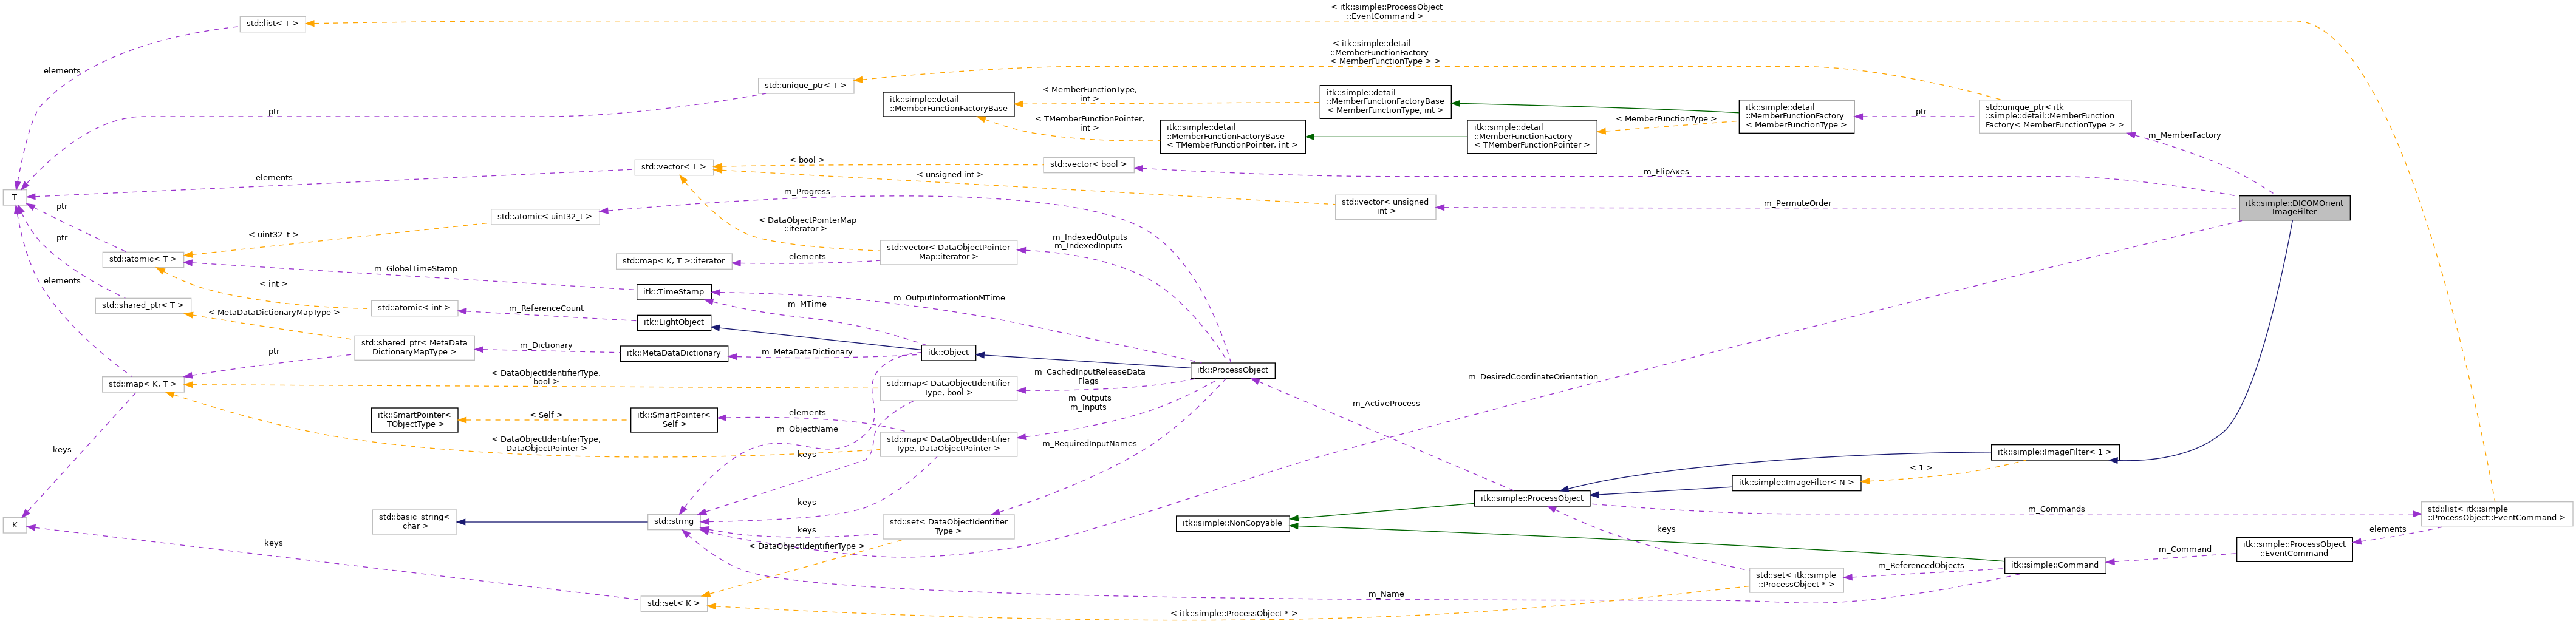 < itk::simple::ProcessObject
::EventCommand >
std::list< T >
< itk::simple::detail
::MemberFunctionFactory
< MemberFunctionType > >
elements
std::unique_ptr< T >
ptr
itk::simple::detail
::MemberFunctionFactoryBase
< MemberFunctionType,
int >
itk::simple::detail
::MemberFunctionFactoryBase
< MemberFunctionType, int >
itk::simple::detail
::MemberFunctionFactory
< MemberFunctionType >
ptr
std::unique_ptr< itk
::simple::detail::MemberFunction
Factory< MemberFunctionType > >
< TMemberFunctionPointer,
int >
itk::simple::detail
::MemberFunctionFactoryBase
< TMemberFunctionPointer, int >
itk::simple::detail
::MemberFunctionFactory
< TMemberFunctionPointer >
< MemberFunctionType >
m_MemberFactory
std::vector< T >
< bool >
std::vector< bool >
m_FlipAxes
elements
< unsigned int >
T
ptr
m_Progress
std::vector< unsigned
int >
m_PermuteOrder
itk::simple::DICOMOrient
ImageFilter
std::atomic< uint32_t >
< DataObjectPointerMap
::iterator >
ptr
< uint32_t >
m_IndexedOutputs
m_IndexedInputs
std::atomic< T >
std::map< K, T >::iterator
elements
std::vector< DataObjectPointer
Map::iterator >
m_GlobalTimeStamp
elements
< int >
itk::TimeStamp
m_OutputInformationMTime
m_MTime
std::shared_ptr< T >
std::atomic< int >
m_ReferenceCount
< MetaDataDictionaryMapType >
itk::LightObject
std::shared_ptr< MetaData
DictionaryMapType >
m_Dictionary
itk::MetaDataDictionary
m_MetaDataDictionary
itk::Object
ptr
itk::ProcessObject
std::map< K, T >
< DataObjectIdentifierType,
bool >
std::map< DataObjectIdentifier
Type, bool >
m_CachedInputReleaseData
Flags
m_DesiredCoordinateOrientation
m_Outputs
m_Inputs
m_ActiveProcess
itk::SmartPointer<
TObjectType >
< Self >
itk::SmartPointer<
Self >
elements
m_ObjectName
std::map< DataObjectIdentifier
Type, DataObjectPointer >
m_RequiredInputNames
< DataObjectIdentifierType,
DataObjectPointer >
keys
keys
itk::simple::ImageFilter< 1 >
< 1 >
itk::simple::ImageFilter< N >
itk::simple::ProcessObject
keys
K
std::basic_string<
char >
std::string
keys
std::set< DataObjectIdentifier
Type >
itk::simple::NonCopyable
m_Commands
std::list< itk::simple
::ProcessObject::EventCommand >
keys
elements
keys
< DataObjectIdentifierType >
m_Command
itk::simple::ProcessObject
::EventCommand
itk::simple::Command
m_ReferencedObjects
std::set< itk::simple
::ProcessObject * >
m_Name
std::set< K >
< itk::simple::ProcessObject * >